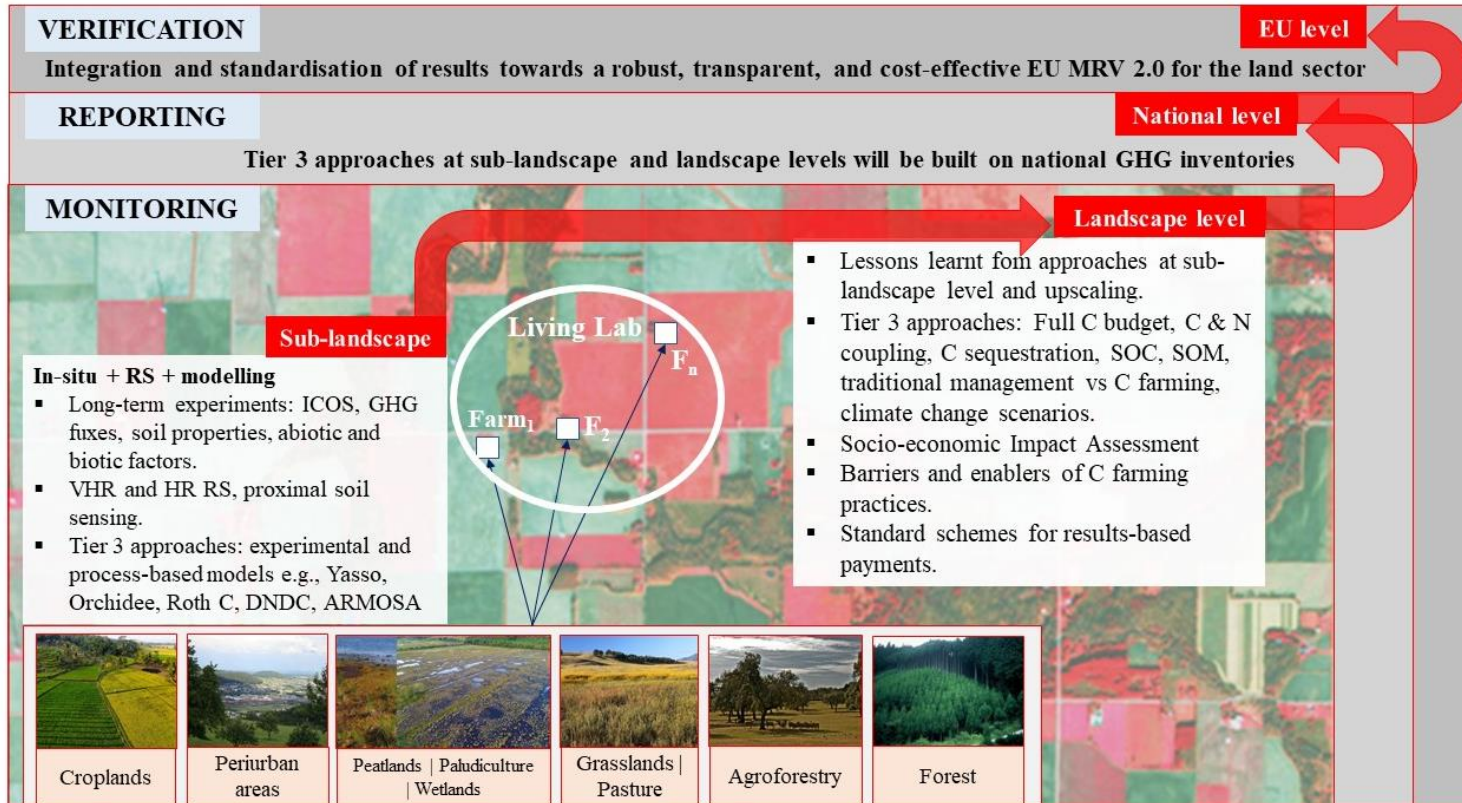 VERIFICATION
EU level
Integration and standardisation of results towards a robust, transparent, and cost-effective EU MRV 2.0 for the land sector
REPORTING
National level
Tier 3 approaches at sub-landscape and landscape levels will be built on national GHG inventories
MONITORING
Landscape level
Sub-landscape
In-situ + RS + modelling
▪ Long-term experiments: ICOS, GHG
fuxes, soil properties, abiotic and
biotic factors.
▪ VHR and HR RS, proximal soil
sensing.
▪ Tier 3 approaches: experimental and
process-based models e.g., Yasso,
Orchidee, Roth C, DNDC, ARMOSA
Living Lab
Fn
Farm1
F2
▪ Lessons learnt fom approaches at sub-
landscape level and upscaling.
▪ Tier 3 approaches: Full C budget, C & N
coupling, C sequestration, SOC, SOM,
traditional management vs C farming,
climate change scenarios.
▪ Socio-economic Impact Assessment
▪ Barriers and enablers of C farming
practices.
▪ Standard schemes for results-based
payments.
Croplands
Periurban
areas
Peatlands | Paludiculture
| Wetlands
Grasslands |
Pasture
Agroforestry
Forest